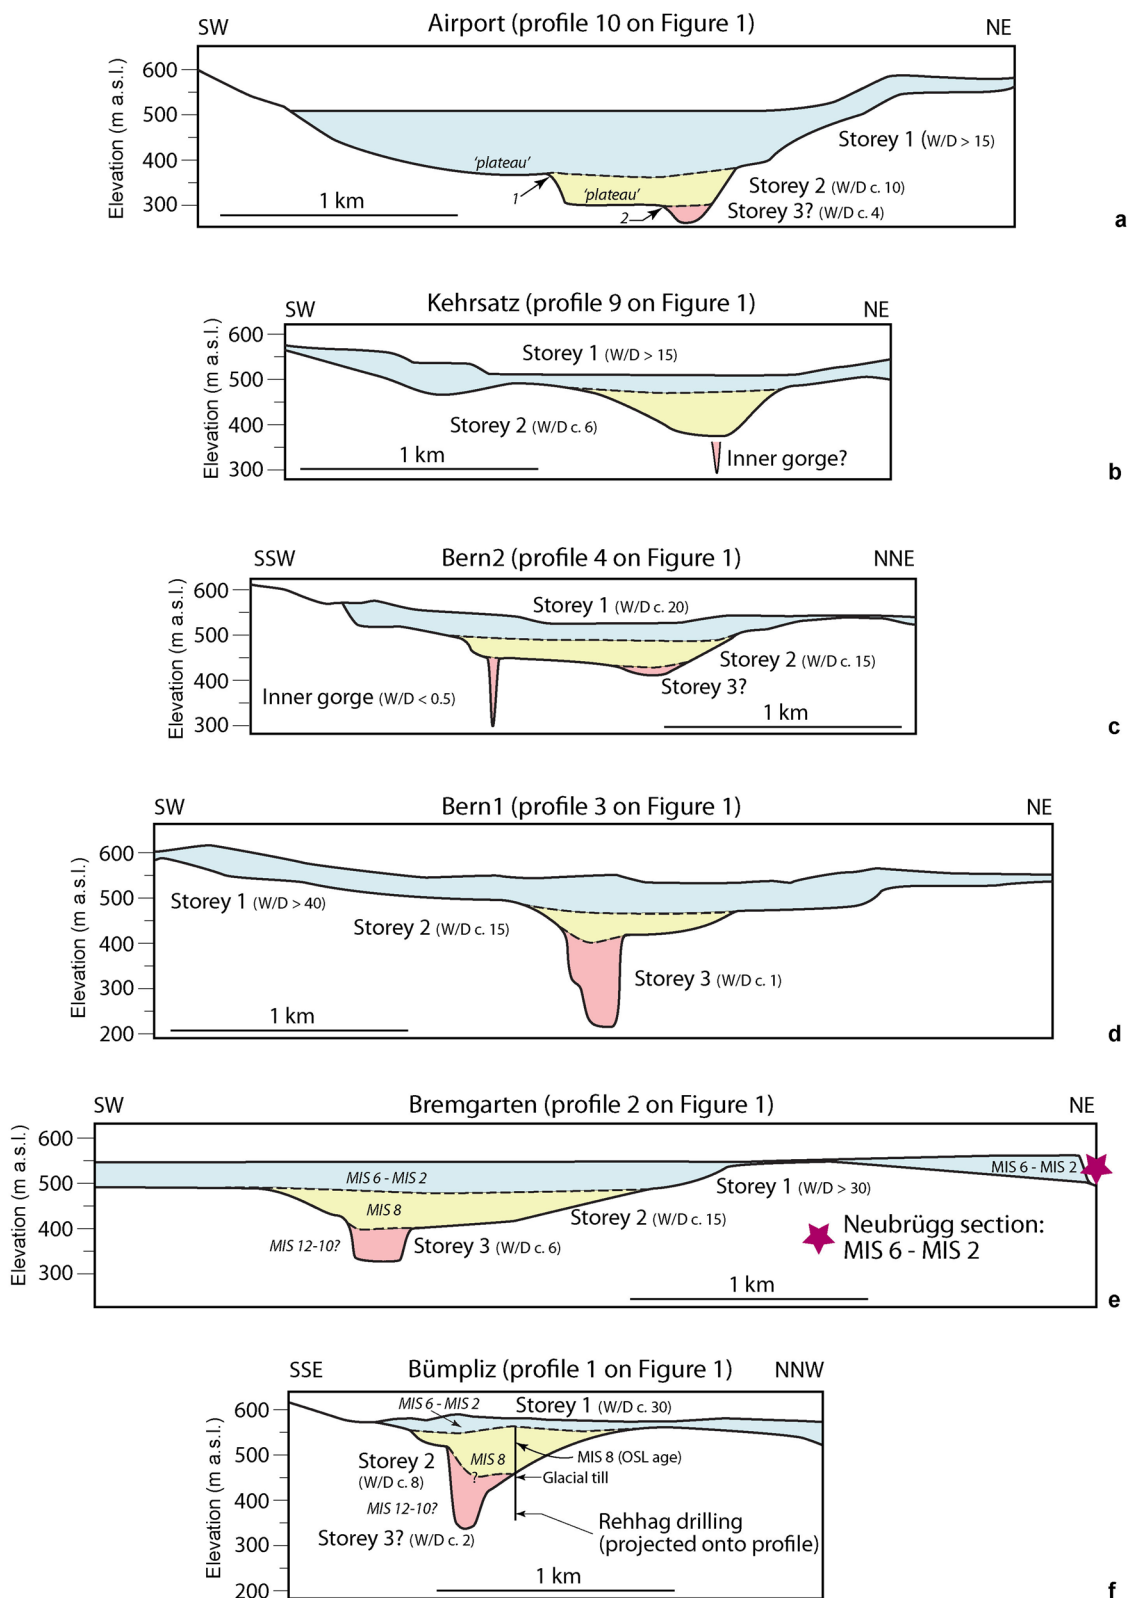 Airport (profile 10 on Figure 1)
SW
NE
Elevation (m a.s.l.)
600
500
400
300
'plateau'
'plateau'
1
2
1 km
Storey 1 (W/D > 15)
Storey 2 (W/D c. 10)
Storey 3? (W/D c. 4)
a
Kehrsatz (profile 9 on Figure 1)
SW
NE
Elevation (m a.s.l.)
600
500
400
300
Storey 1 (W/D > 15)
Storey 2 (W/D c. 6)
1 km
Inner gorge?
b
Bern2 (profile 4 on Figure 1)
SSW
NNE
Elevation (m a.s.l.)
600
500
400
300
Storey 1 (W/D c. 20)
Storey 2 (W/D c. 15)
Storey 3?
Inner gorge (W/D < 0.5)
1 km
c
Bern1 (profile 3 on Figure 1)
SW
NE
Elevation (m a.s.l.)
600
500
400
300
200
Storey 1 (W/D > 40)
Storey 2 (W/D c. 15)
Storey 3 (W/D c. 1)
1 km
d
Bremgarten (profile 2 on Figure 1)
SW
NE
Elevation (m a.s.l.)
600
500
400
300
MIS 6 - MIS 2
MIS 6 - MIS 2
MIS 8
Storey 1 (W/D > 30)
Storey 2 (W/D c. 15)
MIS 12-10?
Storey 3 (W/D c. 6)
Neubrügg section:
MIS 6 - MIS 2
1 km
e
Bümpliz (profile 1 on Figure 1)
SSE
NNW
Elevation (m a.s.l.)
600
500
400
300
200
MIS 6 - MIS 2
Storey 1 (W/D c. 30)
Storey 2
(W/D c. 8)
MIS 8
?
MIS 8 (OSL age)
Glacial till
MIS 12-10?
Storey 3? (W/D c. 2)
Rehhag drilling
(projected onto profile)
1 km
f